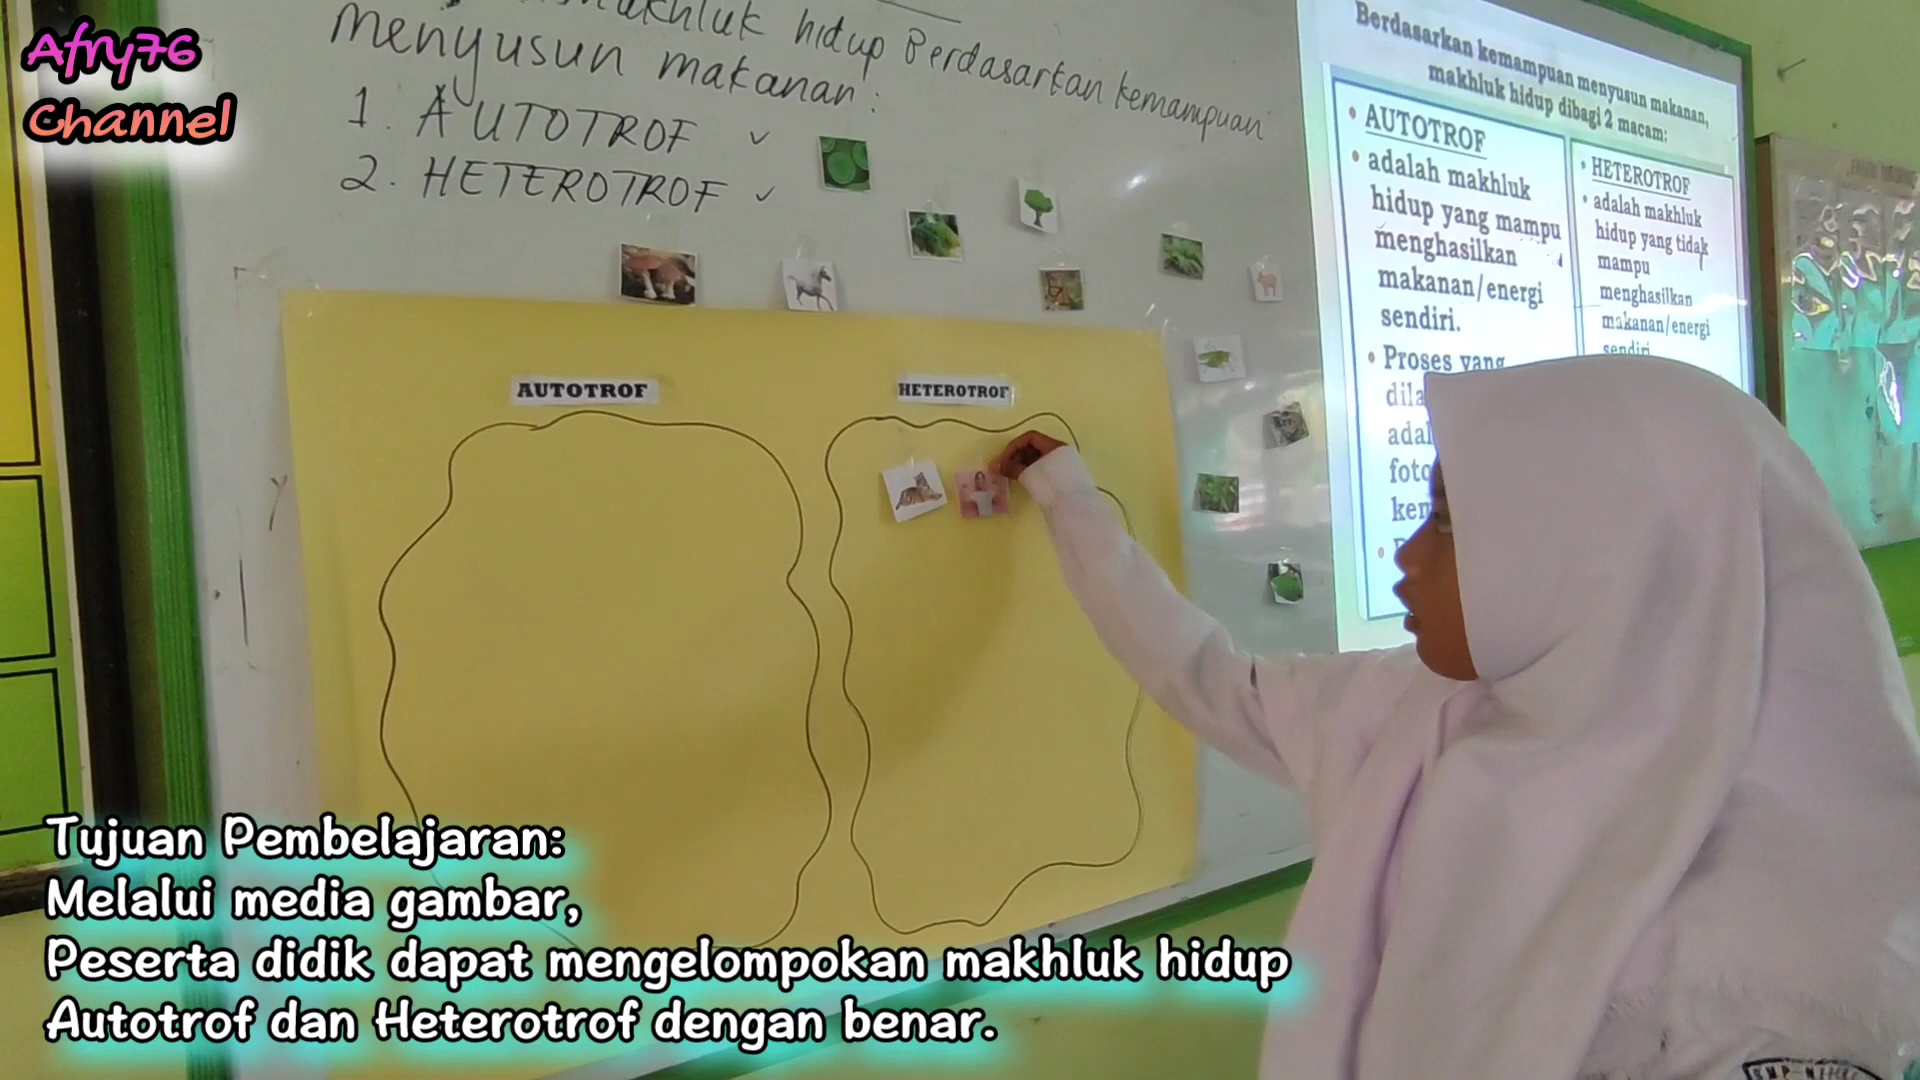 Afry76
Channel
makhluk hidup Berdasarkan kemampuan
menyusun makanan:
1. AUTOTROF ✓
2. HETEROTROF ✓
Berdasarkan kemampuan menyusun makanan,
makhluk hidup dibagi 2 macam:
• AUTOTROF
• adalah makhluk
hidup yang mampu
menghasilkan
makanan/energi
sendiri.
• Proses yang
• HETEROTROF
• adalah makhluk
hidup yang tidak
mampu
menghasilkan
makanan/energi
sendiri
AUTOTROF
HETEROTROF
Tujuan Pembelajaran:
Melalui media gambar,
Peserta didik dapat mengelompokan makhluk hidup
Autotrof dan Heterotrof dengan benar.